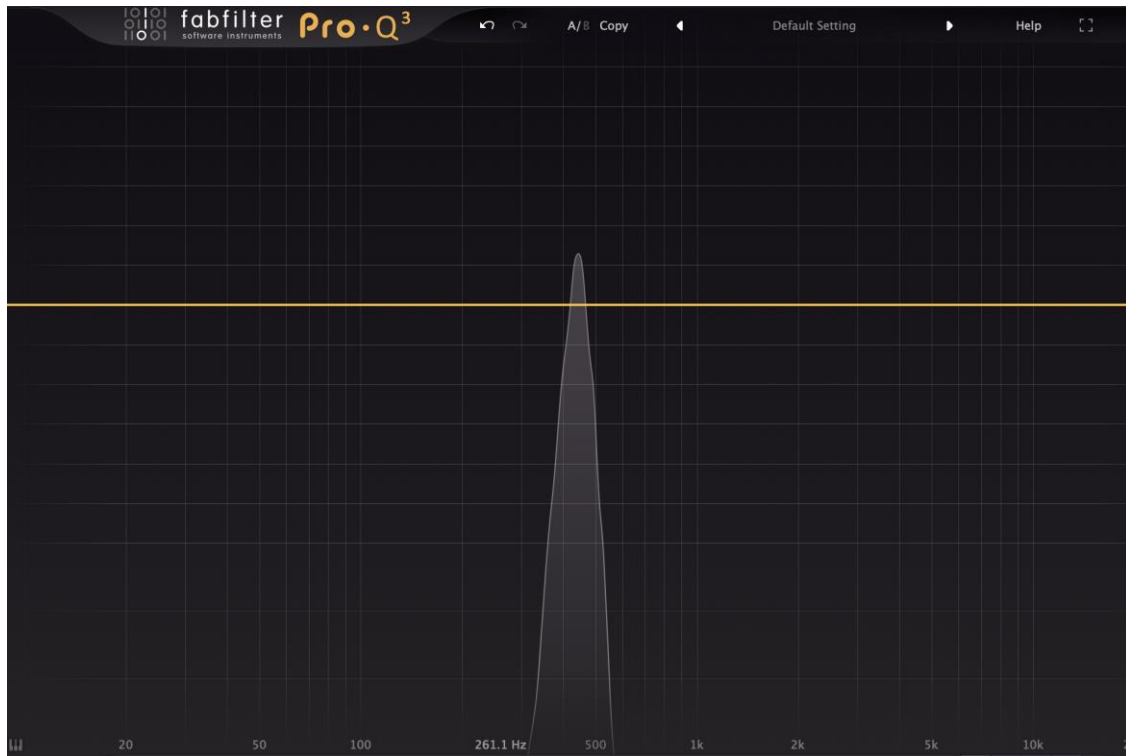 fabfilter
software instruments
Pro·Q³
A/B Copy
Default Setting
Help
20 50 100 261.1 Hz 500 1k 2k 5k 10k